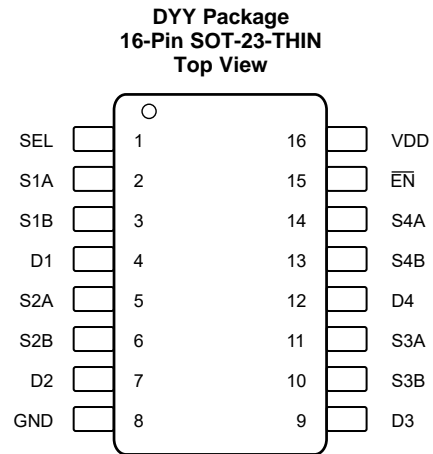 DYY Package
16-Pin SOT-23-THIN
Top View
SEL 1 16 VDD
S1A 2 15 E̅N̅
S1B 3 14 S4A
D1 4 13 S4B
S2A 5 12 D4
S2B 6 11 S3A
D2 7 10 S3B
GND 8 9 D3